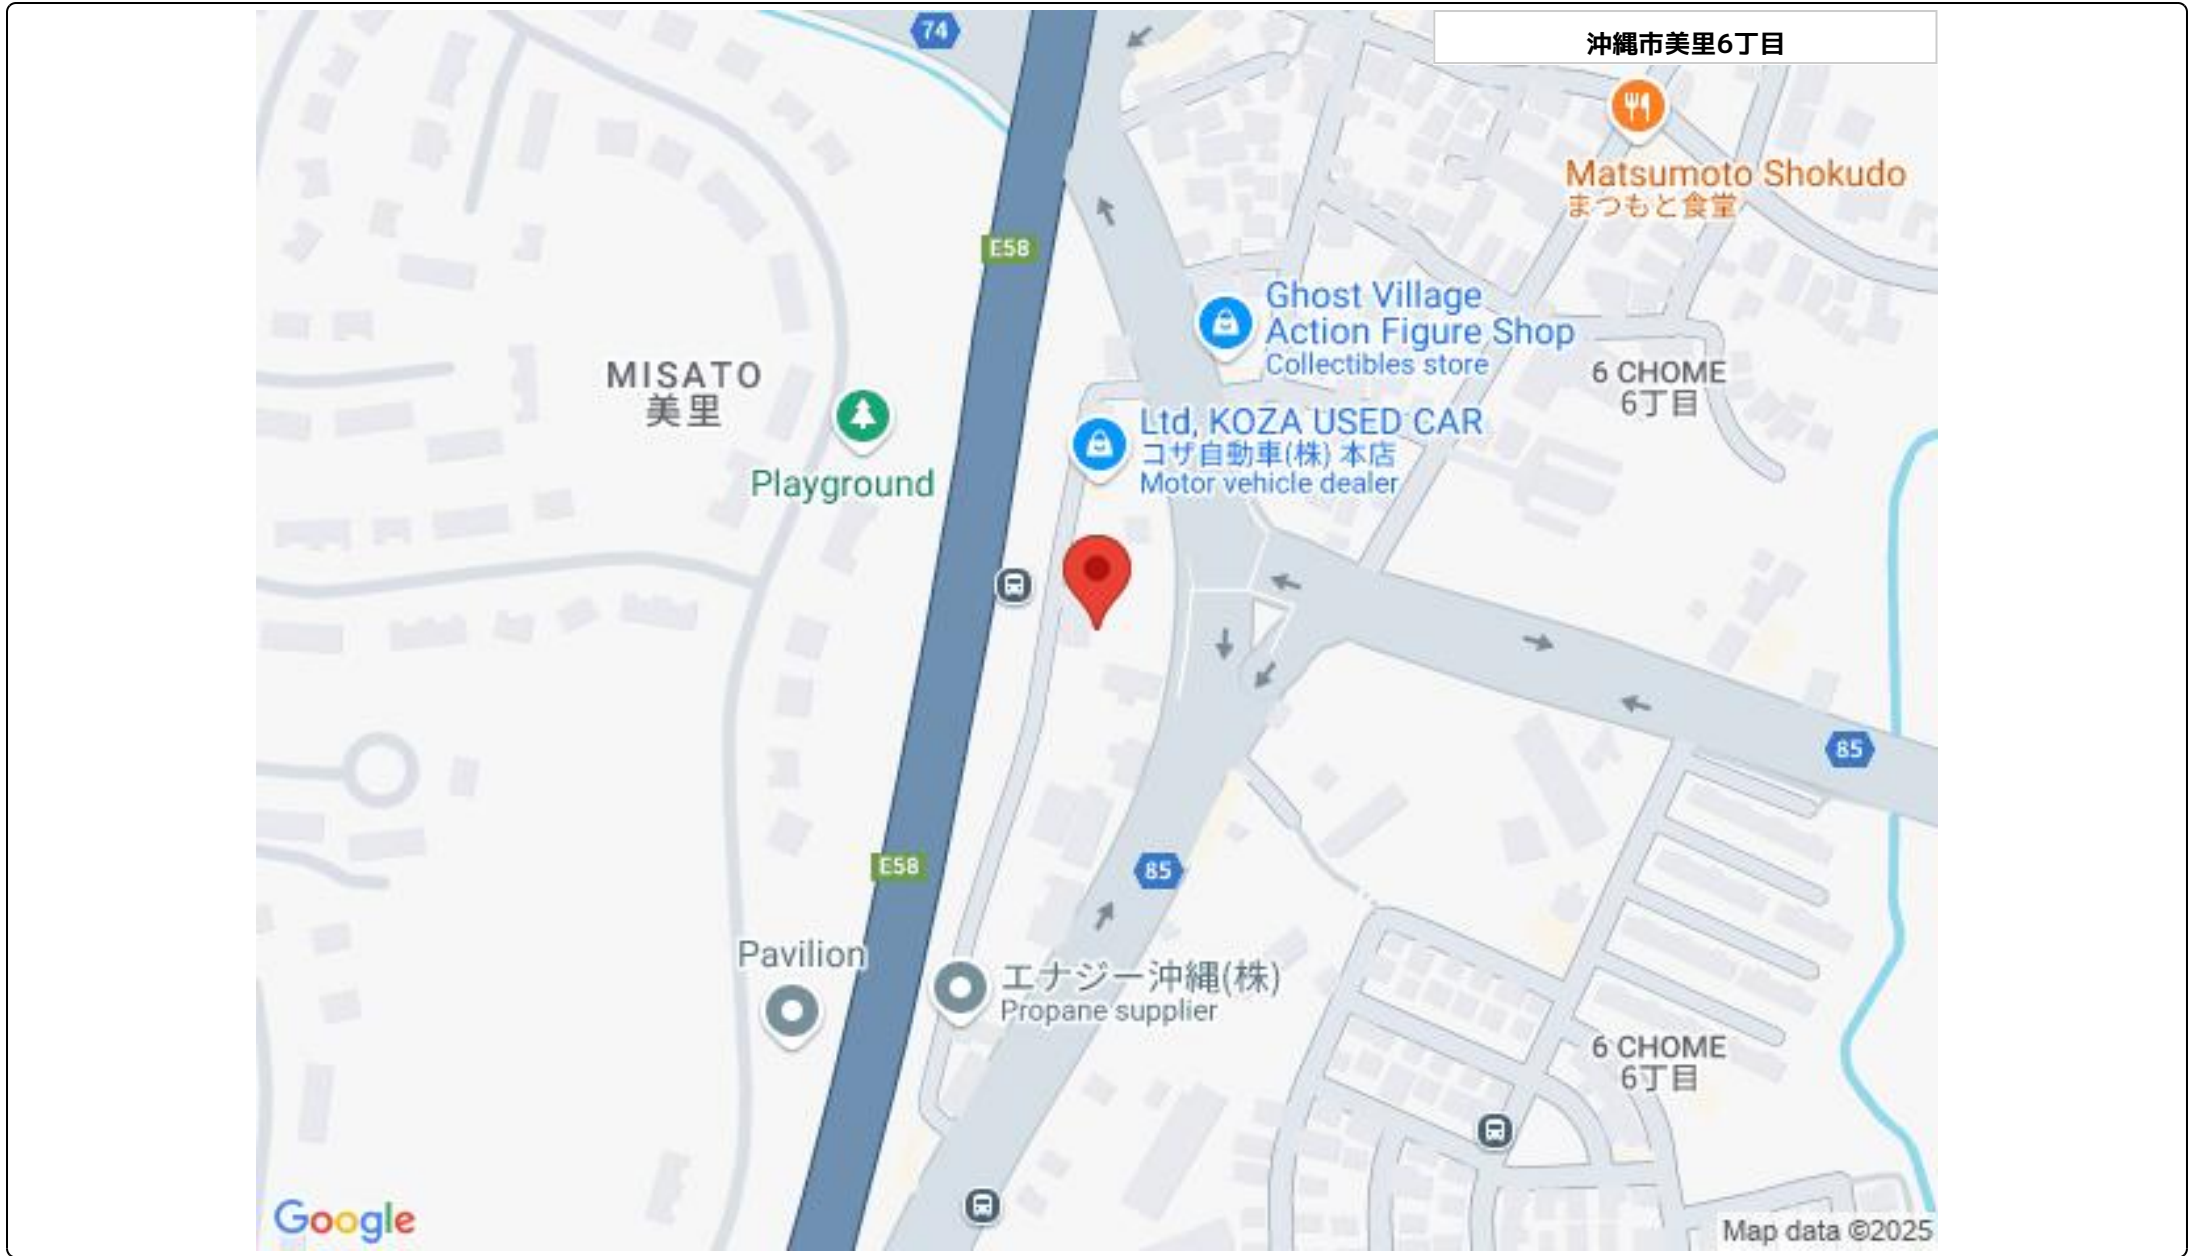 74
沖縄市美里6丁目
Matsumoto Shokudo
まつもと食堂
E58
Ghost Village
Action Figure Shop
Collectibles store
MISATO
美里
6 CHOME
6丁目
Playground
Ltd, KOZA USED CAR
コザ自動車(株) 本店
Motor vehicle dealer
85
E58
85
Pavilion
エナジー沖縄(株)
Propane supplier
6 CHOME
6丁目
Google
Map data ©2025